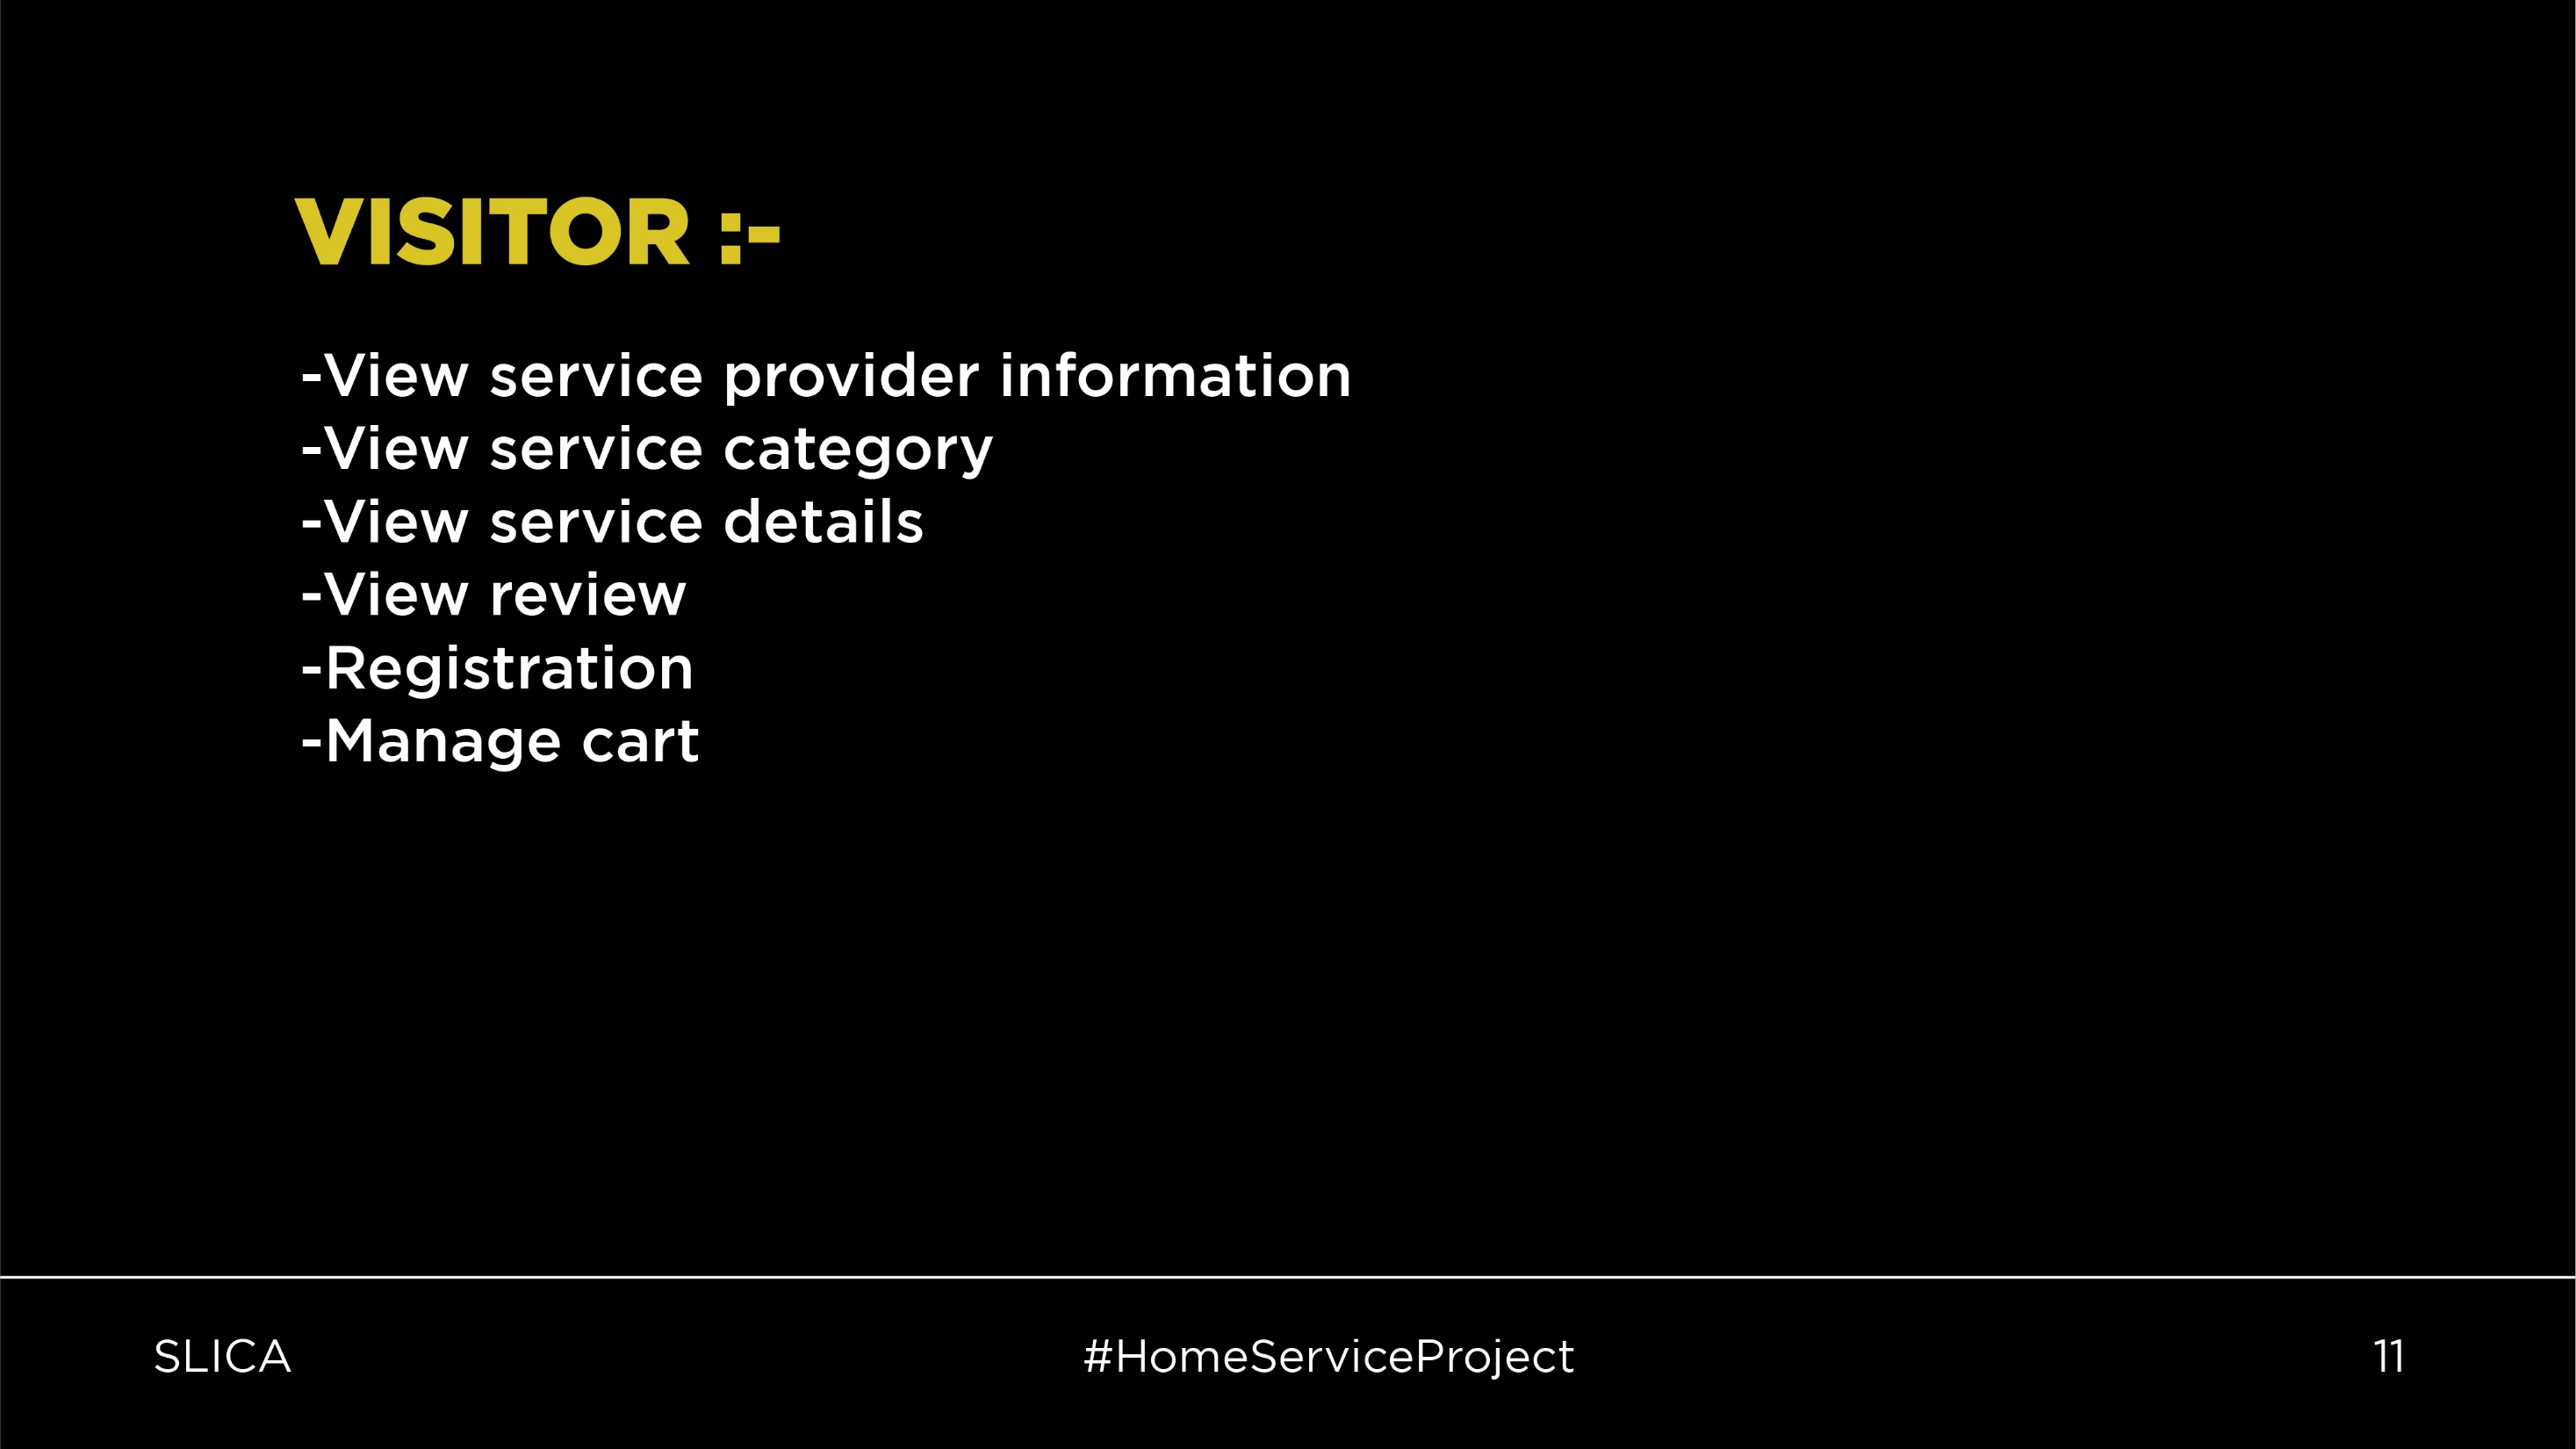 VISITOR :-
-View service provider information
-View service category
-View service details
-View review
-Registration
-Manage cart
SLICA
#HomeServiceProject
11